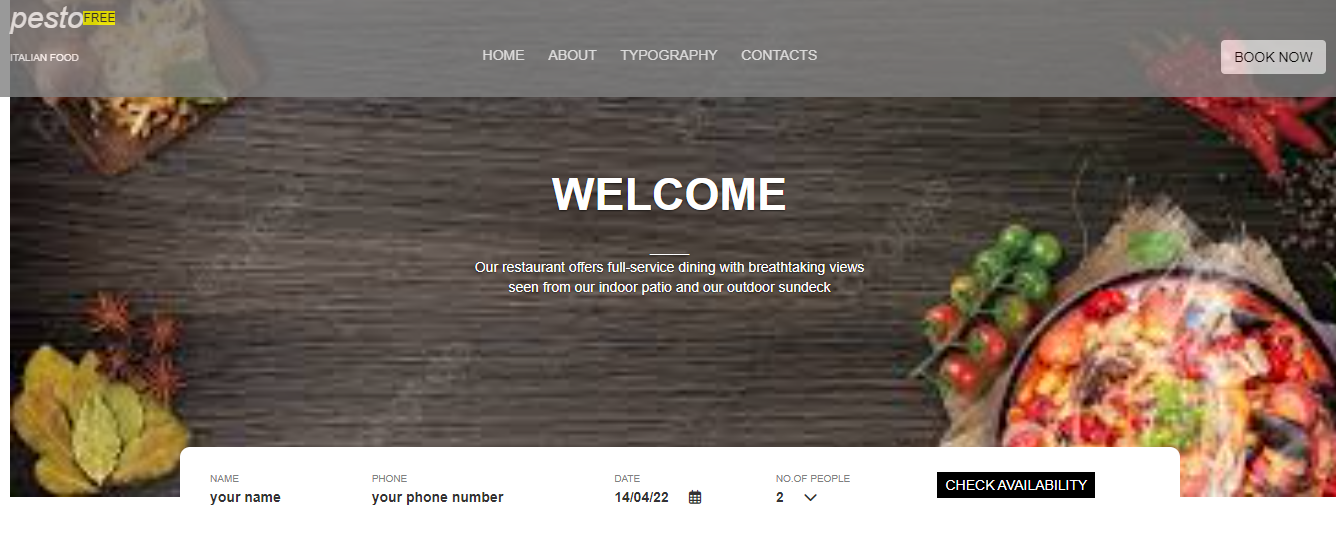 pestoFREE
ITALIAN FOOD
HOME ABOUT TYPOGRAPHY CONTACTS
BOOK NOW
WELCOME
Our restaurant offers full-service dining with breathtaking views
seen from our indoor patio and our outdoor sundeck
NAME PHONE DATE NO.OF PEOPLE
your name your phone number 14/04/22 2
CHECK AVAILABILITY